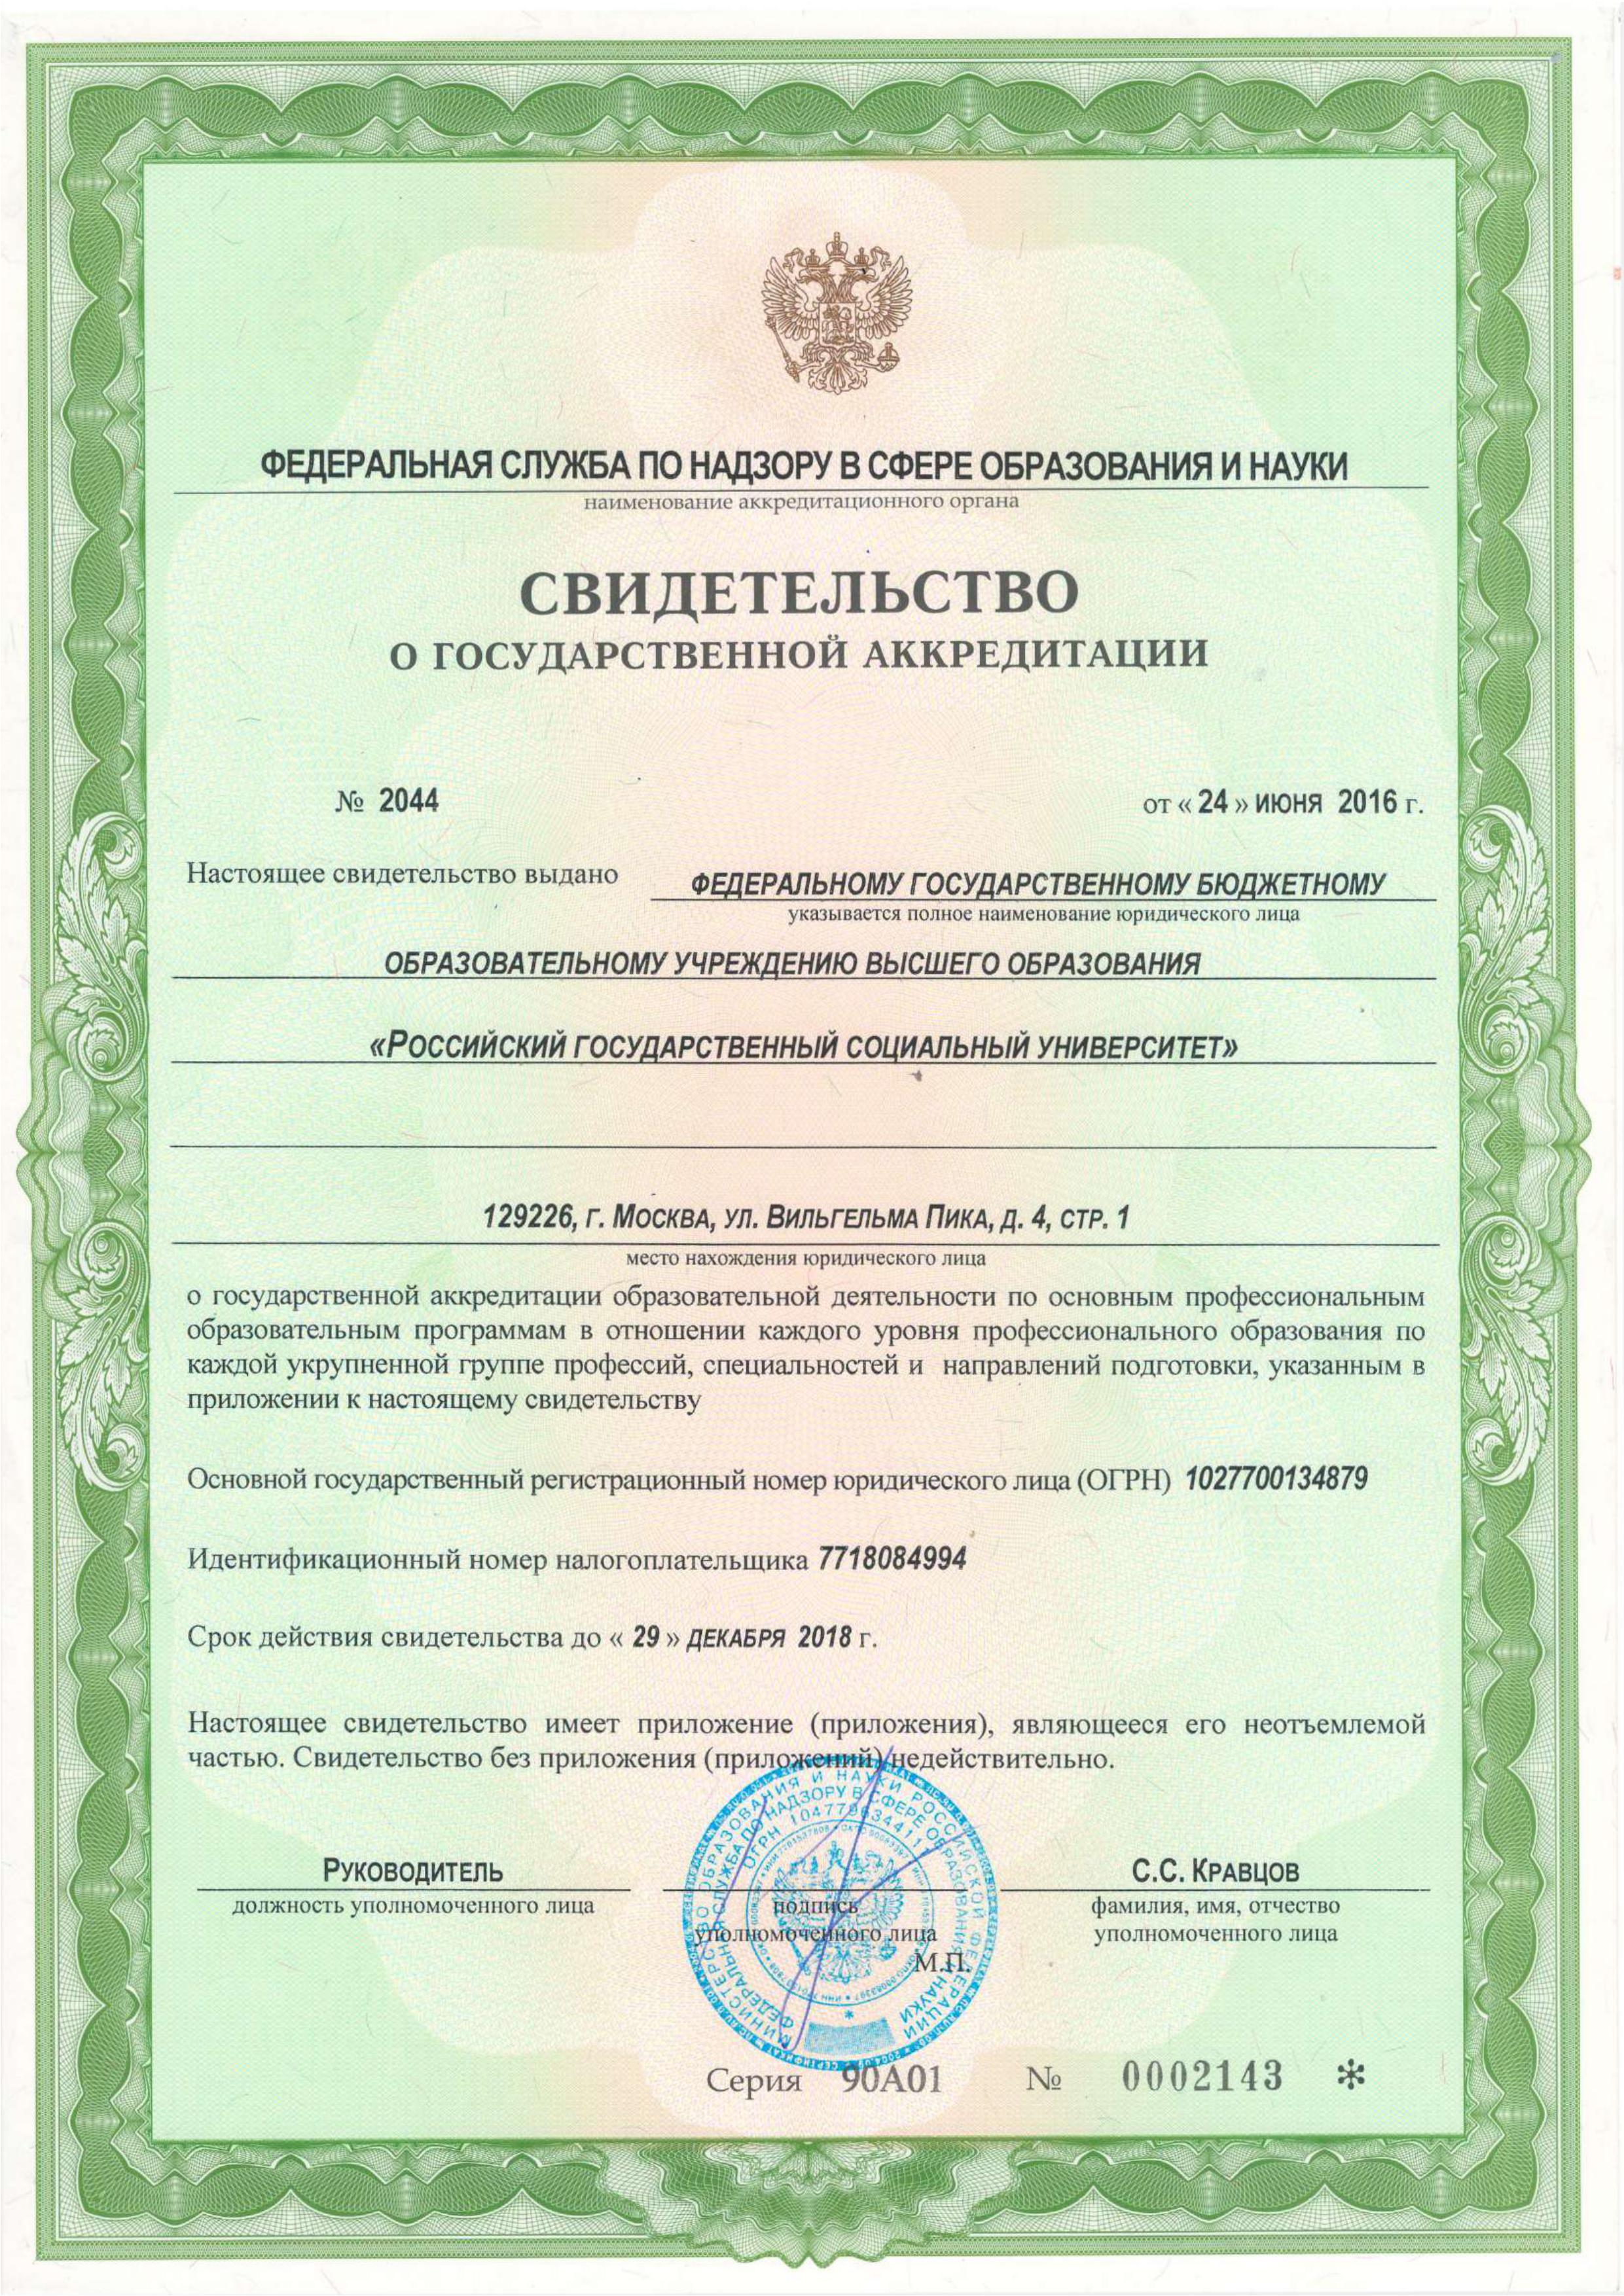 ФЕДЕРАЛЬНАЯ СЛУЖБА ПО НАДЗОРУ В СФЕРЕ ОБРАЗОВАНИЯ И НАУКИ
наименование аккредитационного органа
СВИДЕТЕЛЬСТВО
О ГОСУДАРСТВЕННОЙ АККРЕДИТАЦИИ
№ 2044 от « 24 » ИЮНЯ 2016 г.
Настоящее свидетельство выдано ФЕДЕРАЛЬНОМУ ГОСУДАРСТВЕННОМУ БЮДЖЕТНОМУ
указывается полное наименование юридического лица
ОБРАЗОВАТЕЛЬНОМУ УЧРЕЖДЕНИЮ ВЫСШЕГО ОБРАЗОВАНИЯ
«РОССИЙСКИЙ ГОСУДАРСТВЕННЫЙ СОЦИАЛЬНЫЙ УНИВЕРСИТЕТ»
129226, Г. МОСКВА, УЛ. ВИЛЬГЕЛЬМА ПИКА, Д. 4, СТР. 1
место нахождения юридического лица
о государственной аккредитации образовательной деятельности по основным профессиональным
образовательным программам в отношении каждого уровня профессионального образования по
каждой укрупненной группе профессий, специальностей и направлений подготовки, указанным в
приложении к настоящему свидетельству
Основной государственный регистрационный номер юридического лица (ОГРН) 1027700134879
Идентификационный номер налогоплательщика 7718084994
Срок действия свидетельства до « 29 » ДЕКАБРЯ 2018 г.
Настоящее свидетельство имеет приложение (приложения), являющееся его неотъемлемой
частью. Свидетельство без приложения (приложений) недействительно.
МИНИСТЕРСТВО ОБРАЗОВАНИЯ И НАУКИ РОССИЙСКОЙ ФЕДЕРАЦИИ
ФЕДЕРАЛЬНАЯ СЛУЖБА ПО НАДЗОРУ В СФЕРЕ ОБРАЗОВАНИЯ И НАУКИ
ОГРН
РУКОВОДИТЕЛЬ С.С. КРАВЦОВ
должность уполномоченного лица подпись фамилия, имя, отчество
уполномоченного лица уполномоченного лица
М.П.
Серия 90А01 № 0002143 *